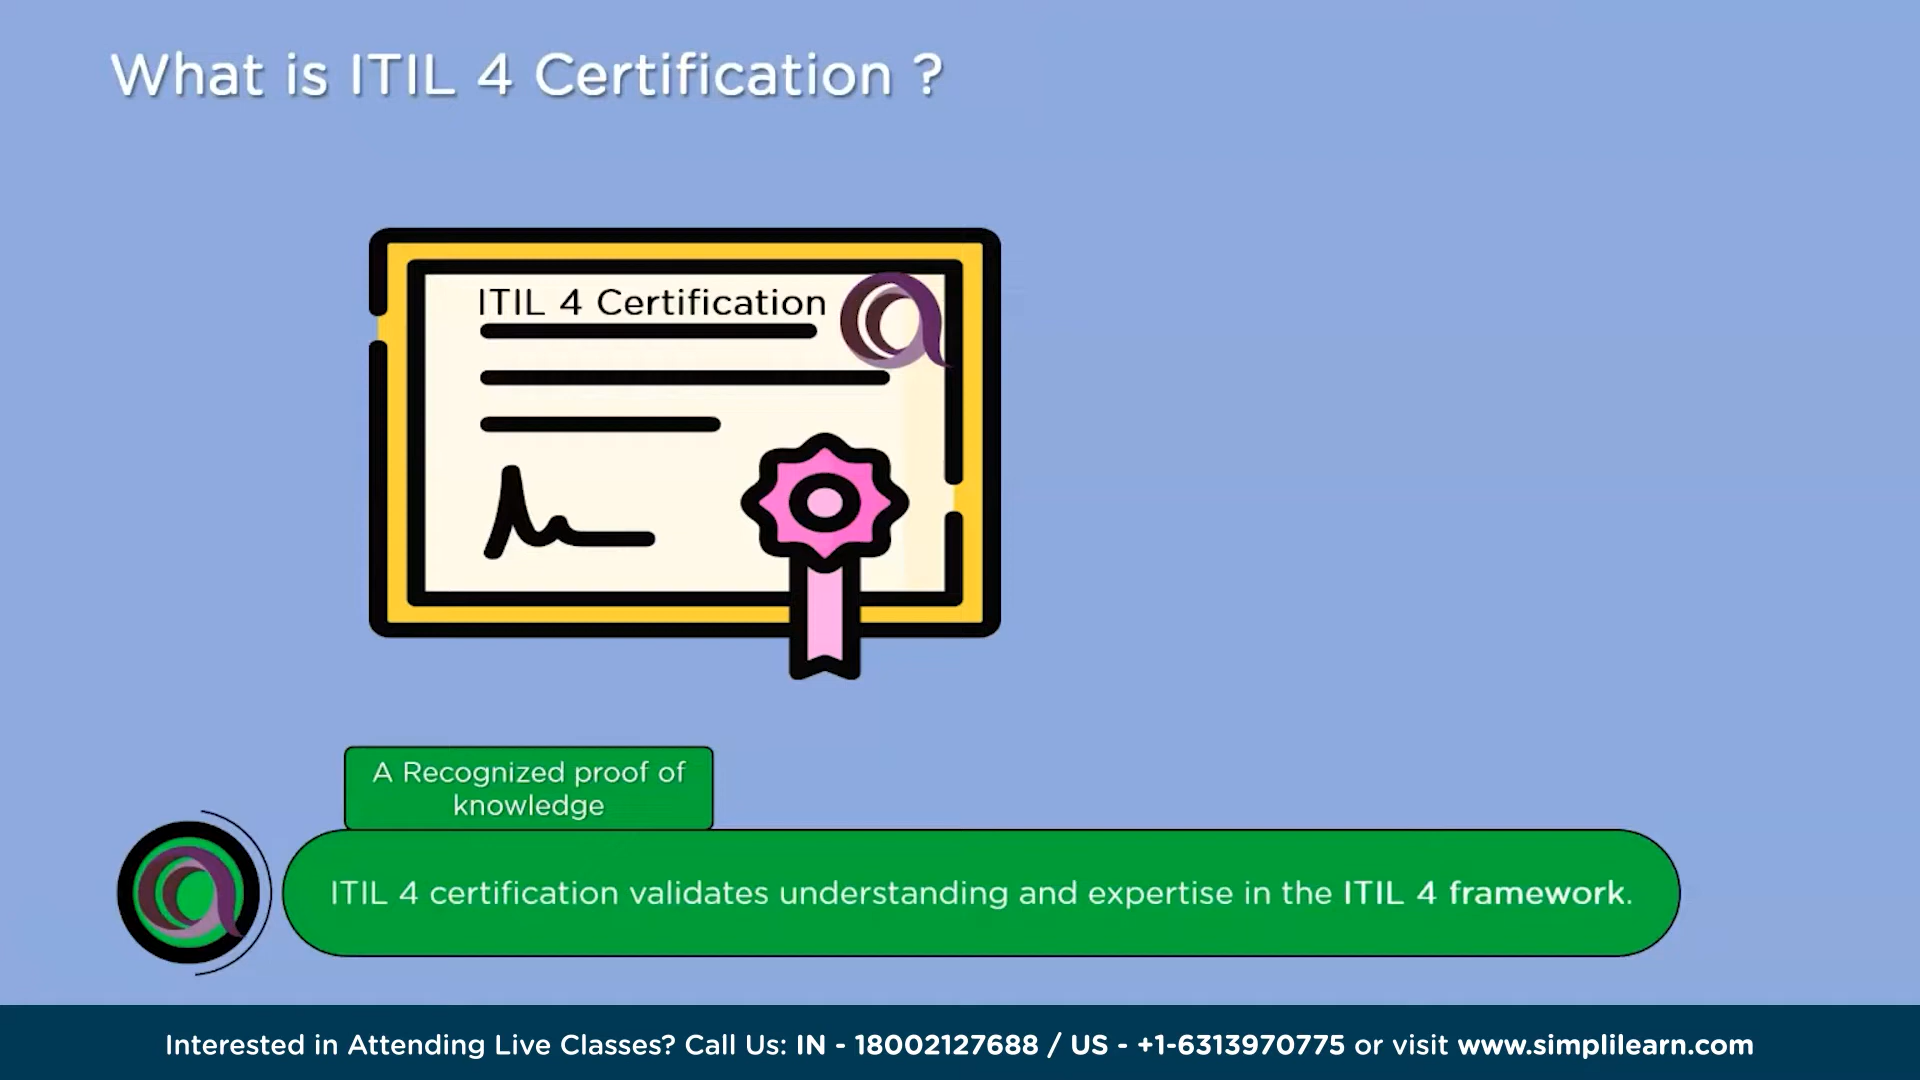 What is ITIL 4 Certification ?
ITIL 4 Certification
A Recognized proof of
knowledge
ITIL 4 certification validates understanding and expertise in the ITIL 4 framework.
Interested in Attending Live Classes? Call Us: IN - 18002127688 / US - +1-6313970775 or visit www.simplilearn.com